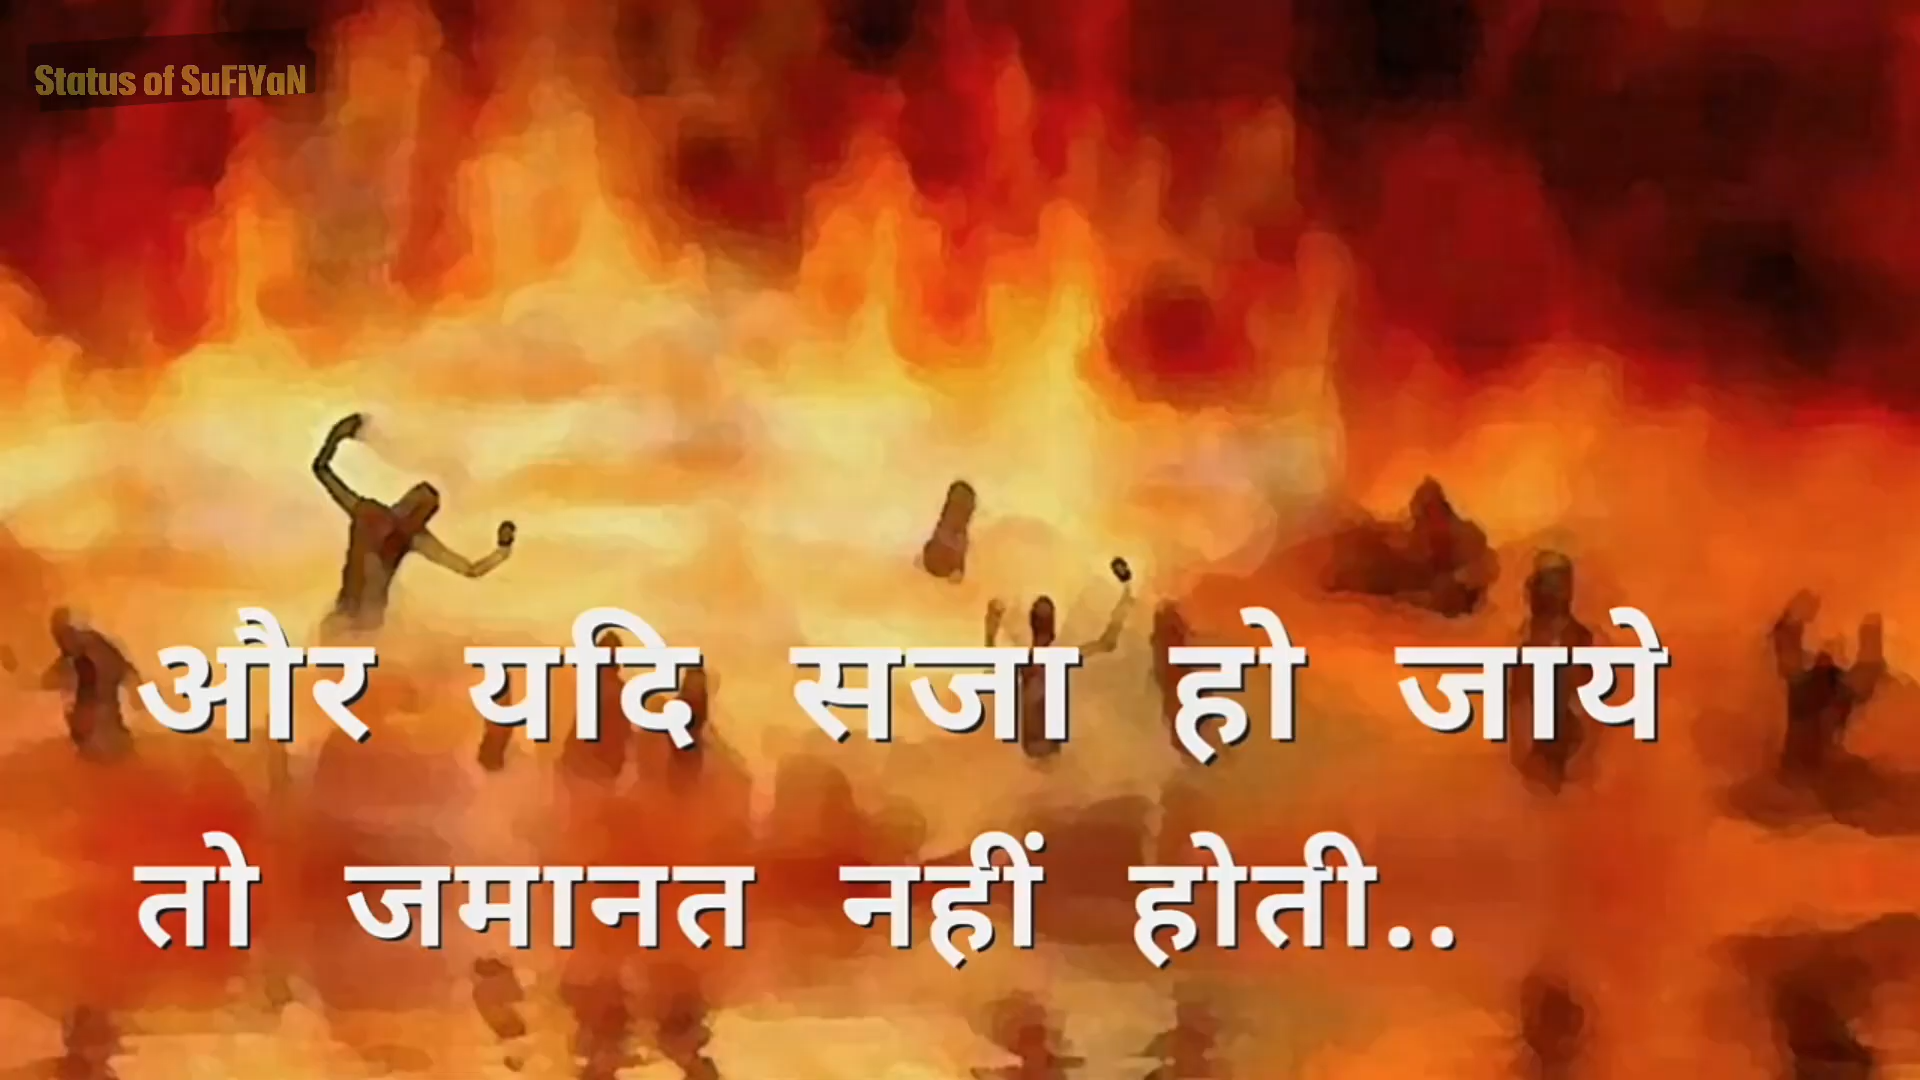 Status of SuFiYaN
और यदि सजा हो जाये
तो जमानत नहीं होती..